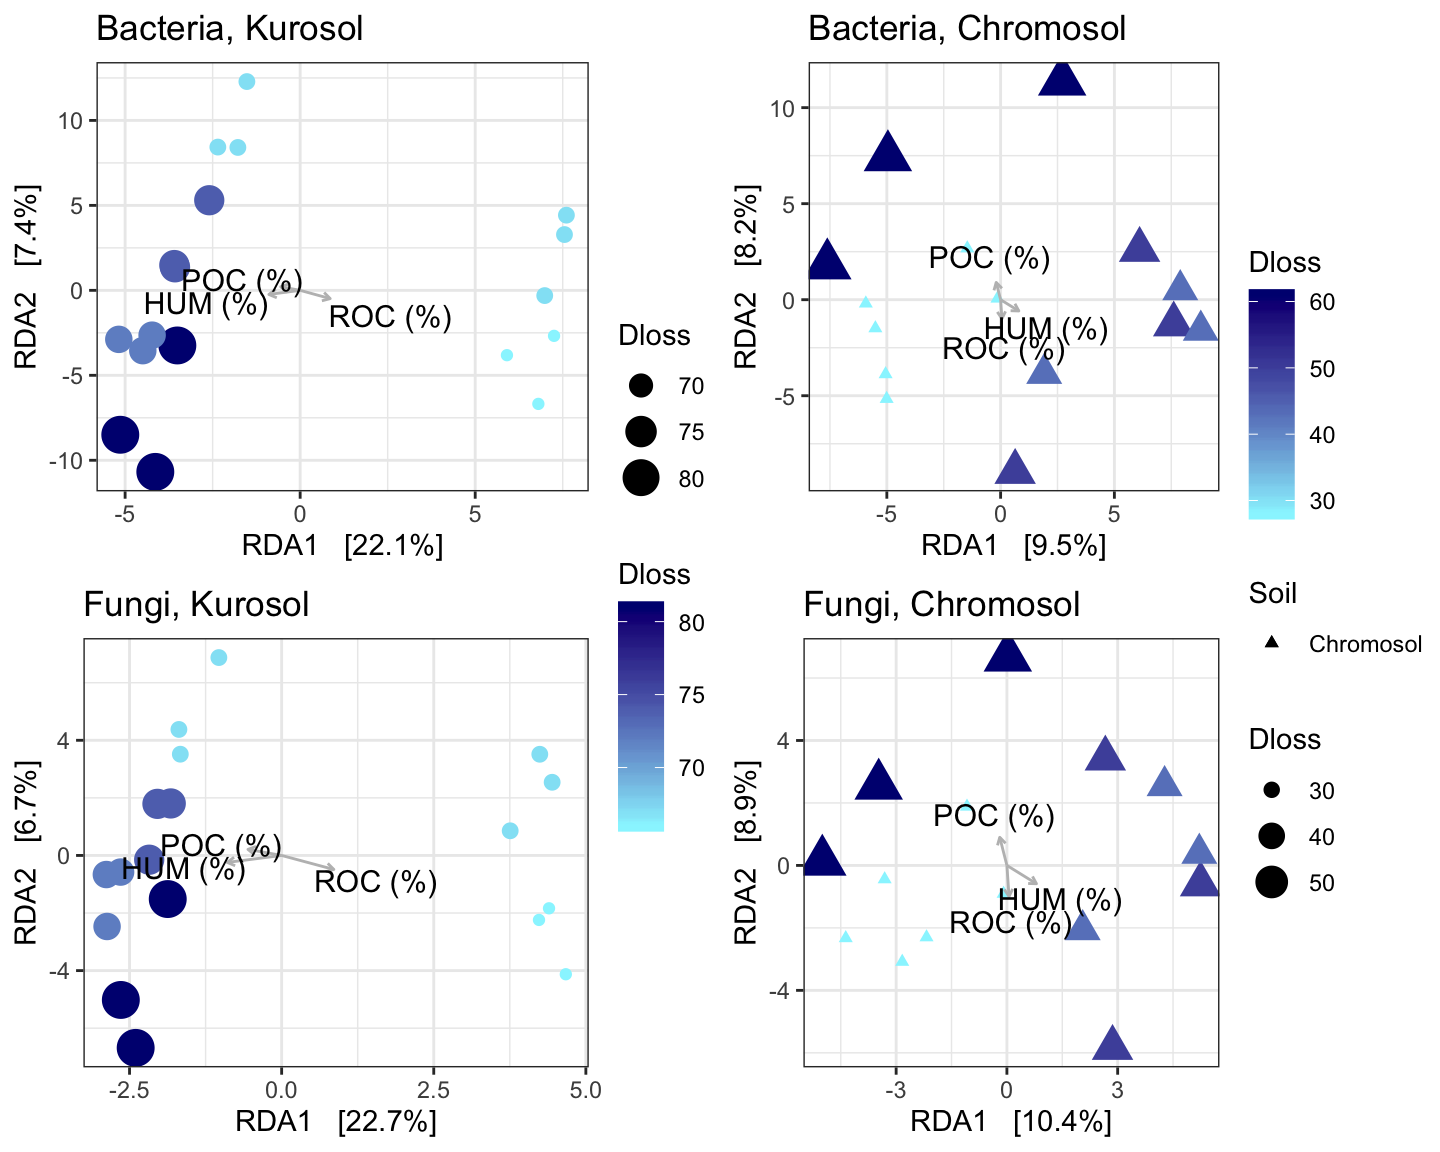 Bacteria, Kurosol
10
5
0
-5
-10
RDA2 [7.4%]
POC (%)
HUM (%)
ROC (%)
-5
0
5
RDA1 [22.1%]
Dloss
70
75
80
Bacteria, Chromosol
10
5
0
-5
RDA2 [8.2%]
POC (%)
HUM (%)
ROC (%)
-5
0
5
RDA1 [9.5%]
Dloss
60
50
40
30
Fungi, Kurosol
4
0
-4
RDA2 [6.7%]
POC (%)
HUM (%)
ROC (%)
-2.5
0.0
2.5
5.0
RDA1 [22.7%]
Dloss
80
75
70
Fungi, Chromosol
4
0
-4
RDA2 [8.9%]
POC (%)
HUM (%)
ROC (%)
-3
0
3
RDA1 [10.4%]
Soil
Chromosol
Dloss
30
40
50